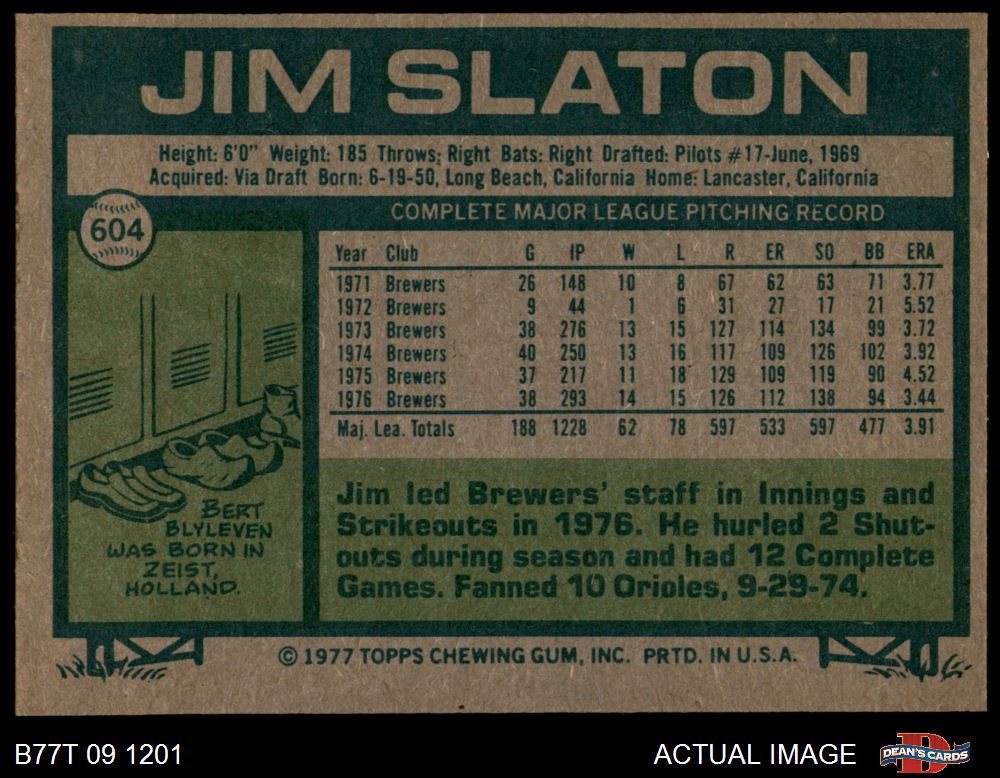 JIM SLATON
Height: 6'0" Weight: 185 Throws: Right Bats: Right Drafted: Pilots #17-June, 1969
Acquired: Via Draft Born: 6-19-50, Long Beach, California Home: Lancaster, California
604
COMPLETE MAJOR LEAGUE PITCHING RECORD
Year Club G IP W L R ER SO BB ERA
1971 Brewers 26 148 10 8 67 62 63 71 3.77
1972 Brewers 9 44 1 6 31 27 17 21 5.52
1973 Brewers 38 276 13 15 127 114 134 99 3.72
1974 Brewers 40 250 13 16 117 109 126 102 3.92
1975 Brewers 37 217 11 18 129 109 119 90 4.52
1976 Brewers 38 293 14 15 126 112 138 94 3.44
Maj. Lea. Totals 188 1228 62 78 597 533 597 477 3.91
BERT
BLYLEVEN
WAS BORN IN
ZEIST,
HOLLAND.
Jim led Brewers' staff in Innings and
Strikeouts in 1976. He hurled 2 Shut-
outs during season and had 12 Complete
Games. Fanned 10 Orioles, 9-29-74.
© 1977 TOPPS CHEWING GUM, INC. PRTD. IN U.S.A.
B77T 09 1201
ACTUAL IMAGE
D
DEAN'S CARDS